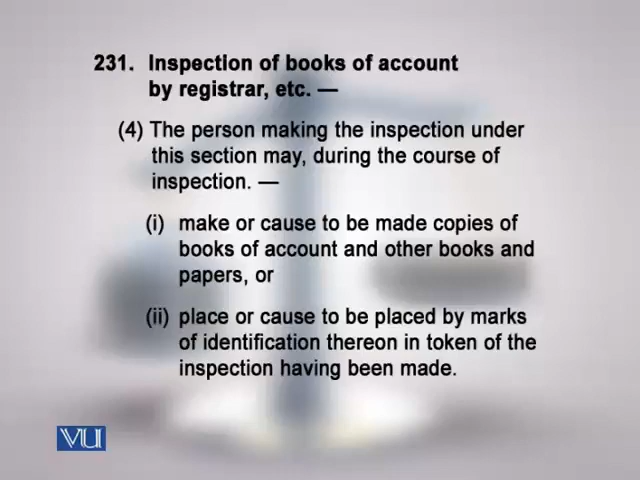 231. Inspection of books of account
by registrar, etc. —
(4) The person making the inspection under
this section may, during the course of
inspection. —
(i) make or cause to be made copies of
books of account and other books and
papers, or
(ii) place or cause to be placed by marks
of identification thereon in token of the
inspection having been made.
VU